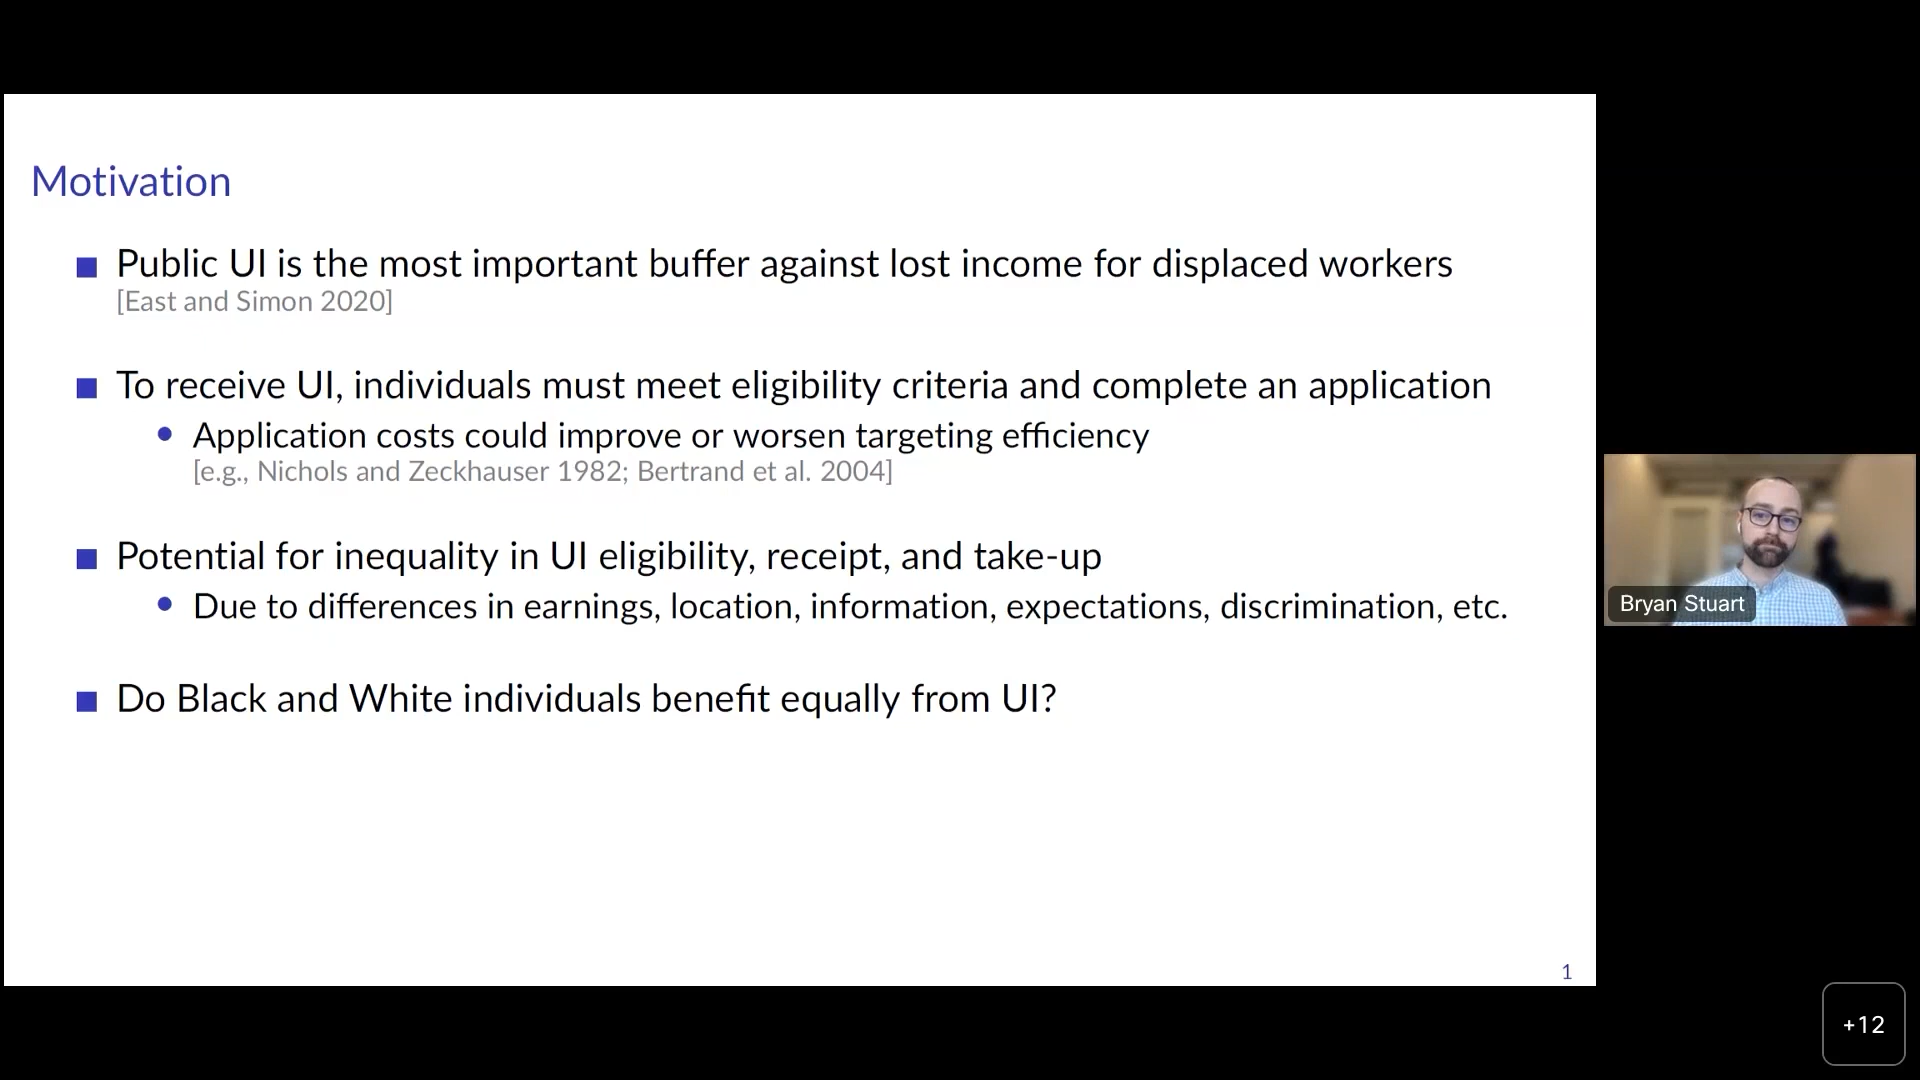 Motivation
Public UI is the most important buffer against lost income for displaced workers
[East and Simon 2020]
To receive UI, individuals must meet eligibility criteria and complete an application
Application costs could improve or worsen targeting efficiency
[e.g., Nichols and Zeckhauser 1982; Bertrand et al. 2004]
Potential for inequality in UI eligibility, receipt, and take-up
Due to differences in earnings, location, information, expectations, discrimination, etc.
Do Black and White individuals benefit equally from UI?
1
Bryan Stuart
+12